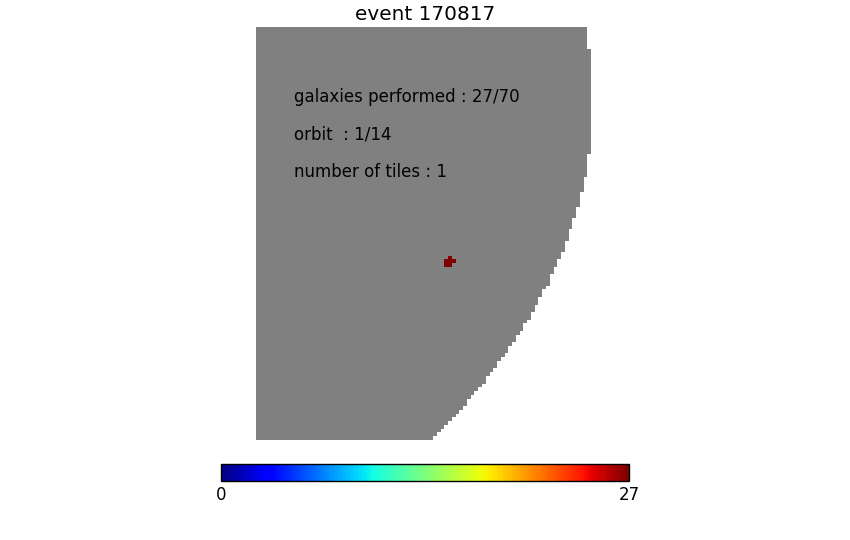 event 170817
galaxies performed : 27/70
orbit  : 1/14
number of tiles : 1
0 27